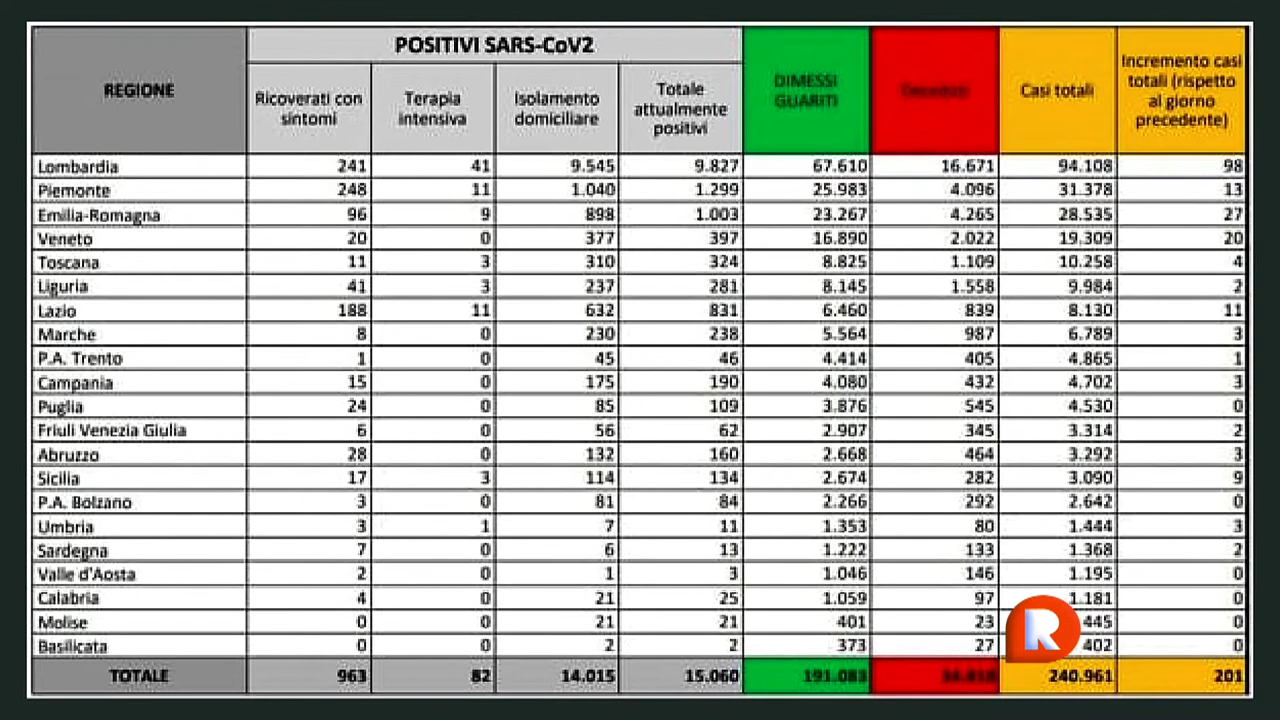 POSITIVI SARS-CoV2
REGIONE
Ricoverati con sintomi
Terapia intensiva
Isolamento domiciliare
Totale attualmente positivi
DIMESSI GUARITI
Casi totali
Incremento casi totali (rispetto al giorno precedente)
Lombardia 241 41 9.545 9.827 67.610 16.671 94.108 98
Piemonte 248 11 1.040 1.299 25.983 4.096 31.378 13
Emilia-Romagna 96 9 898 1.003 23.267 4.265 28.535 27
Veneto 20 0 377 397 16.890 2.022 19.309 20
Toscana 11 3 310 324 8.825 1.109 10.258 4
Liguria 41 3 237 281 8.145 1.558 9.984 2
Lazio 188 11 632 831 6.460 839 8.130 11
Marche 8 0 230 238 5.564 987 6.789 3
P.A. Trento 1 0 45 46 4.414 405 4.865 1
Campania 15 0 175 190 4.080 432 4.702 3
Puglia 24 0 85 109 3.876 545 4.530 0
Friuli Venezia Giulia 6 0 56 62 2.907 345 3.314 2
Abruzzo 28 0 132 160 2.668 464 3.292 3
Sicilia 17 3 114 134 2.674 282 3.090 9
P.A. Bolzano 3 0 81 84 2.266 292 2.642 0
Umbria 3 1 7 11 1.353 80 1.444 3
Sardegna 7 0 6 13 1.222 133 1.368 2
Valle d'Aosta 2 0 1 3 1.046 146 1.195 0
Calabria 4 0 21 25 1.059 97 1.181 0
Molise 0 0 21 21 401 23 445 0
Basilicata 0 0 2 2 373 27 402 0
TOTALE 963 82 14.015 15.060 191.083 240.961 201
R